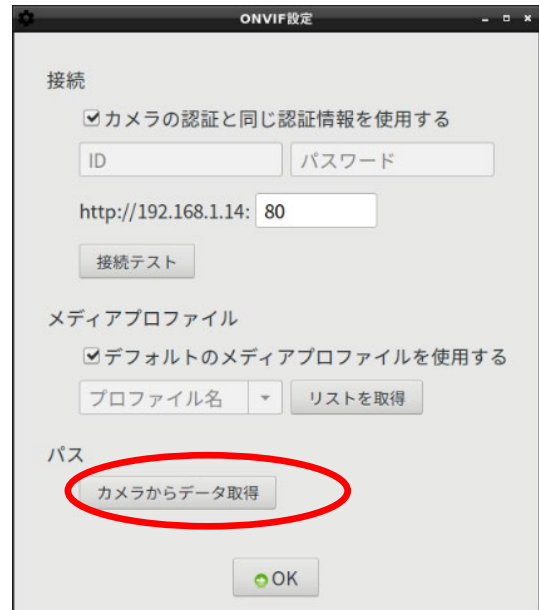 ONVIF設定
接続
カメラの認証と同じ認証情報を使用する
ID パスワード
http://192.168.1.14: 80
接続テスト
メディアプロファイル
デフォルトのメディアプロファイルを使用する
プロファイル名 リストを取得
パス
カメラからデータ取得
OK